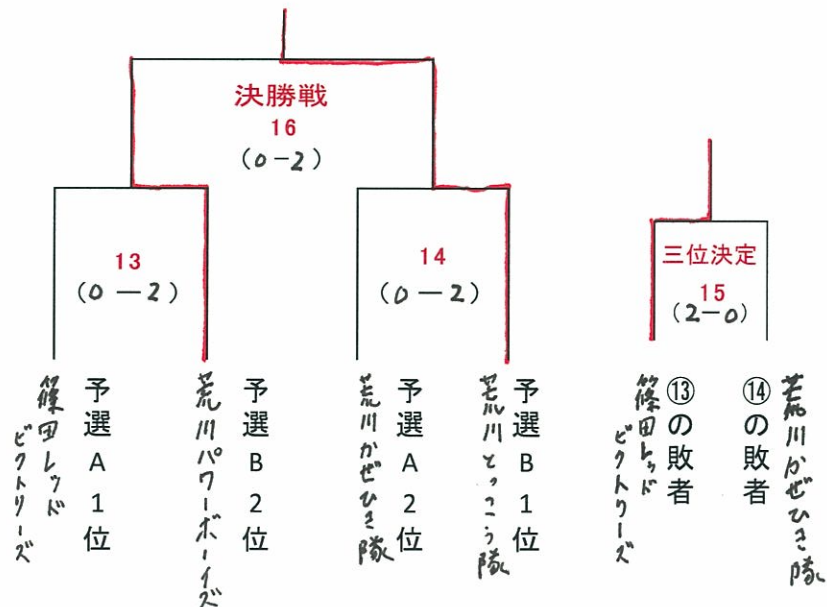 決勝戦
16
(0-2)
13
(0-2)
14
(0-2)
三位決定
15
(2-0)
予選A1位
篠田レッド
ビクトリーズ
予選B2位
荒川パワーボーイズ
予選A2位
荒川かぜひき隊
予選B1位
荒川とっこう隊
⑬の敗者
篠田レッド
ビクトリーズ
⑭の敗者
荒川かぜひき隊